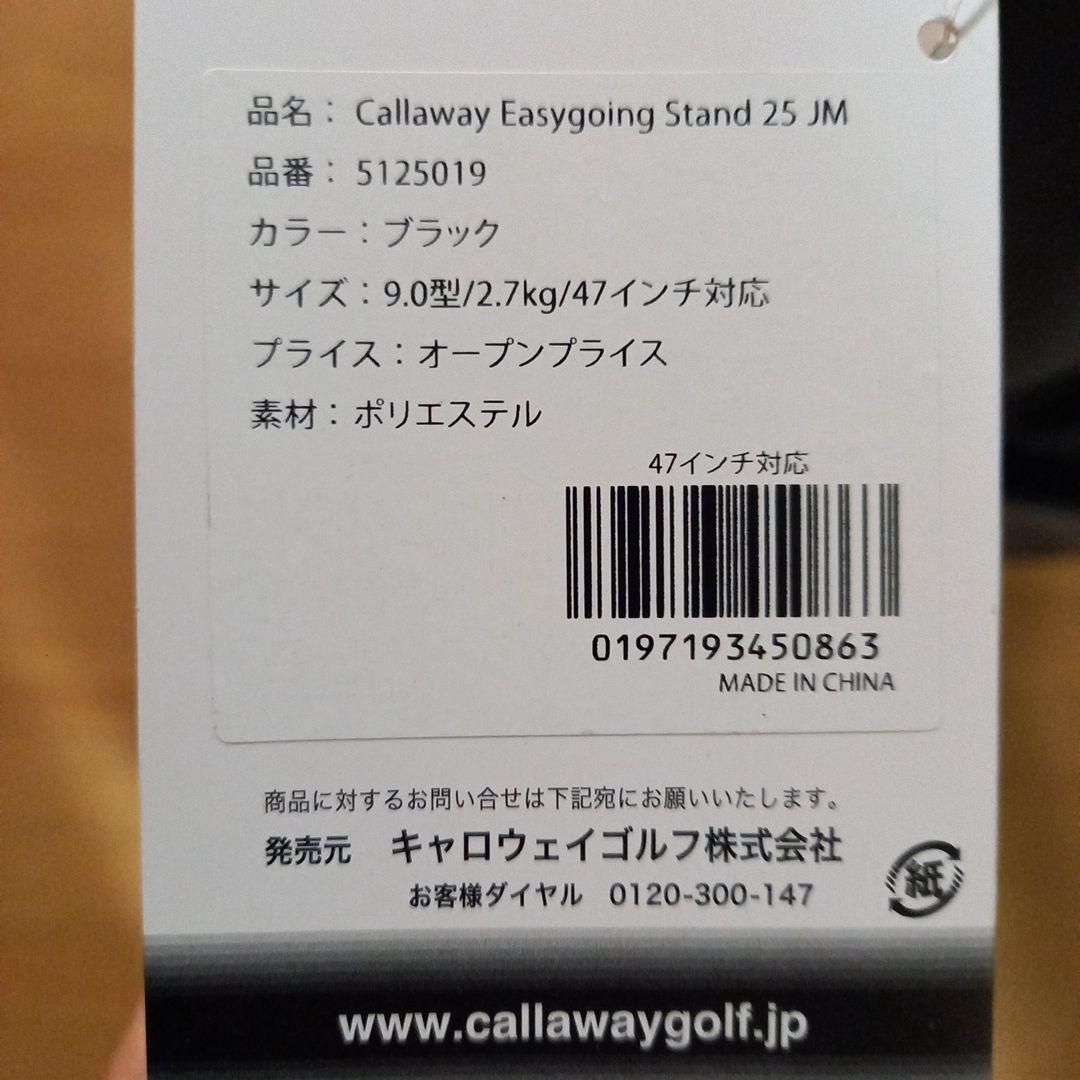 品名： Callaway Easygoing Stand 25 JM
品番： 5125019
カラー：ブラック
サイズ：9.0型/2.7kg/47インチ対応
プライス：オープンプライス
素材：ポリエステル
47インチ対応
0197193450863
MADE IN CHINA
商品に対するお問い合せは下記宛にお願いいたします。
発売元 キャロウェイゴルフ株式会社
お客様ダイヤル 0120-300-147
紙
www.callawaygolf.jp